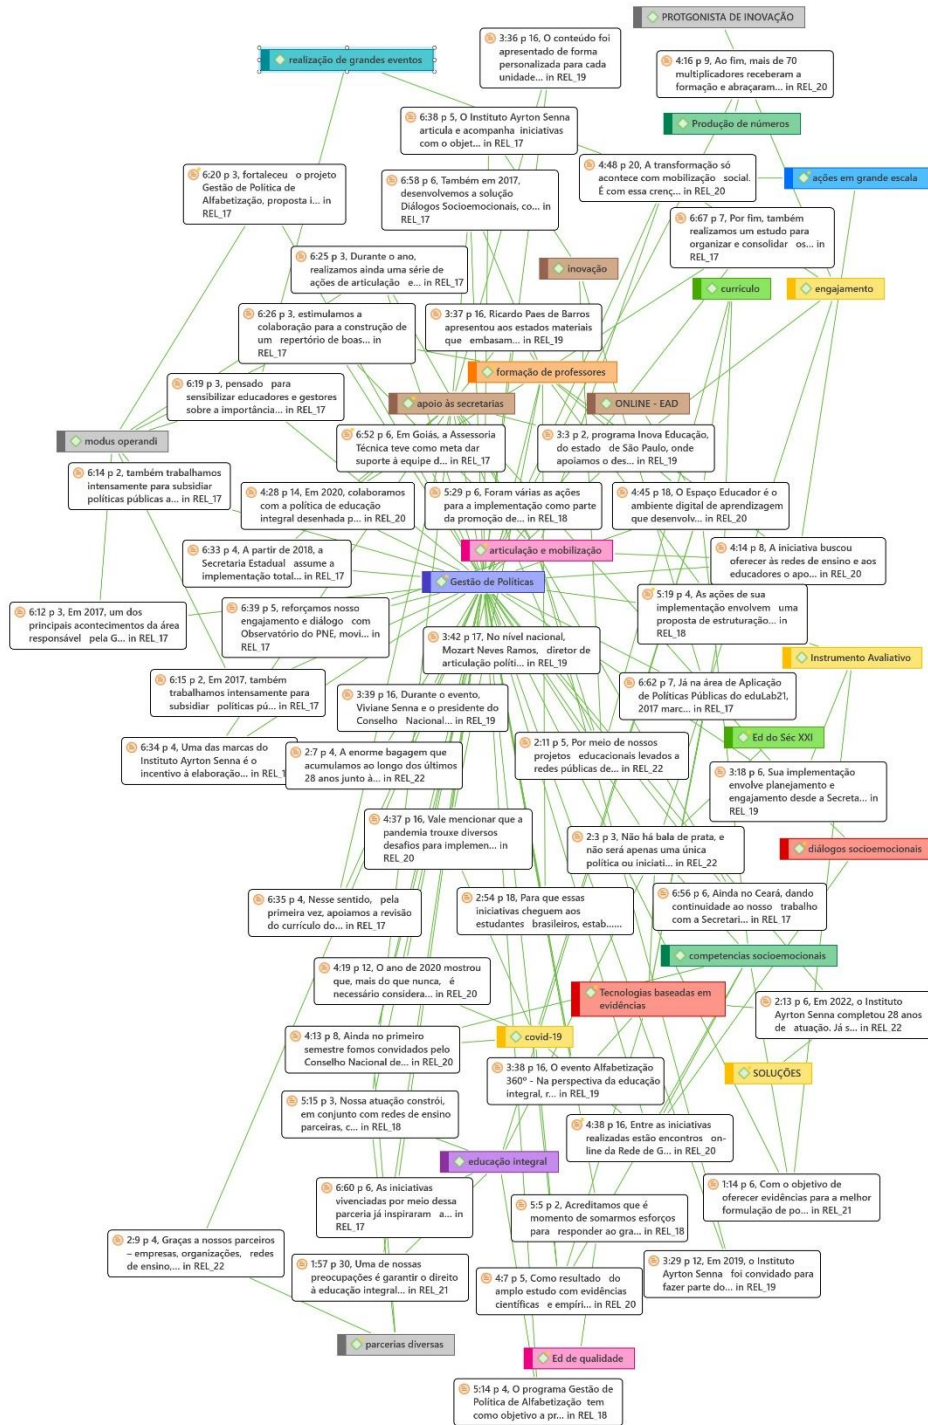 PROTGONISTA DE INOVAÇÃO
3:36 p 16, O conteúdo foi
apresentado de forma
personalizada para cada
unidade... in REL_19
realização de grandes eventos
4:16 p 9, Ao fim, mais de 70
multiplicadores receberam a
formação e abraçaram...
in REL_20
6:38 p 5, O Instituto Ayrton Senna
articula e acompanha iniciativas
com o objet... in REL_17
Produção de números
4:48 p 20, A transformação só
acontece com mobilização social.
É com essa crenç... in REL_20
ações em grande escala
6:20 p 3, fortaleceu o projeto
Gestão de Política de
Alfabetização, proposta i... in
REL_17
6:58 p 6, Também em 2017,
desenvolvemos a solução
Diálogos Socioemocionais, co... in
REL_17
6:67 p 7, Por fim, também
realizamos um estudo para
organizar e consolidar os... in
REL_17
6:25 p 3, Durante o ano,
realizamos ainda uma série de
ações de articulação e... in REL_17
inovação
currículo
engajamento
6:26 p 3, estimulamos a
colaboração para a construção de
um repertório de boas... in
REL_17
3:37 p 16, Ricardo Paes de Barros
apresentou aos estados materiais
que embasam... in REL_19
formação de professores
6:19 p 3, pensado para
sensibilizar educadores e gestores
sobre a importância... in REL_17
apoio às secretarias
ONLINE - EAD
modus operandi
6:52 p 6, Em Goiás, a Assessoria
Técnica teve como meta dar
suporte à equipe d... in REL_17
3:3 p 2, programa Inova Educação,
do estado de São Paulo, onde
apoiamos o des... in REL_19
6:14 p 2, também trabalhamos
intensamente para subsidiar
políticas públicas a... in REL_17
4:28 p 14, Em 2020, colaboramos
com a política de educação
integral desenhada p... in REL_20
5:29 p 6, Foram várias as ações
para a implementação como parte
da promoção de... in REL_18
4:45 p 18, O Espaço Educador é o
ambiente digital de aprendizagem
que desenvolv... in REL_20
6:33 p 4, A partir de 2018, a
Secretaria Estadual assume a
implementação total... in REL_17
articulação e mobilização
4:14 p 8, A iniciativa buscou
oferecer às redes de ensino e aos
educadores o apo... in REL_20
Gestão de Políticas
6:12 p 3, Em 2017, um dos
principais acontecimentos da área
responsável pela G... in REL_17
6:39 p 5, reforçamos nosso
engajamento e diálogo com
Observatório do PNE, movi... in
REL_17
5:19 p 4, As ações de sua
implementação envolvem uma
proposta de estruturação... in
REL_18
3:42 p 17, No nível nacional,
Mozart Neves Ramos, diretor de
articulação políti... in REL_19
Instrumento Avaliativo
6:15 p 2, Em 2017, também
trabalhamos intensamente para
subsidiar políticas pú... in REL_17
3:39 p 16, Durante o evento,
Viviane Senna e o presidente do
Conselho Nacional... in REL_19
6:62 p 7, Já na área de Aplicação
de Políticas Públicas do eduLab21,
2017 marc... in REL_17
6:34 p 4, Uma das marcas do
Instituto Ayrton Senna é o
incentivo à elaboração... in REL_1
2:7 p 4, A enorme bagagem que
acumulamos ao longo dos últimos
28 anos junto à... in REL_22
2:11 p 5, Por meio de nossos
projetos educacionais levados a
redes públicas de... in REL_22
Ed do Séc XXI
3:18 p 6, Sua implementação
envolve planejamento e
engajamento desde a Secreta... in
REL_19
4:37 p 16, Vale mencionar que a
pandemia trouxe diversos
desafios para implemen... in
REL_20
2:3 p 3, Não há bala de prata, e
não será apenas uma única
política ou iniciati... in REL_22
diálogos socioemocionais
6:35 p 4, Nesse sentido, pela
primeira vez, apoiamos a revisão
do currículo do... in REL_17
2:54 p 18, Para que essas
iniciativas cheguem aos
estudantes brasileiros, estab......
6:56 p 6, Ainda no Ceará, dando
continuidade ao nosso trabalho
com a Secretari... in REL_17
competencias socioemocionais
4:19 p 12, O ano de 2020 mostrou
que, mais do que nunca, é
necessário considera... in REL_20
Tecnologias baseadas em
evidências
2:13 p 6, Em 2022, o Instituto
Ayrton Senna completou 28 anos
de atuação. Já s... in REL_22
4:13 p 8, Ainda no primeiro
semestre fomos convidados pelo
Conselho Nacional de... in REL_20
covid-19
3:38 p 16, O evento Alfabetização
360º - Na perspectiva da educação
integral, r... in REL_19
SOLUÇÕES
5:15 p 3, Nossa atuação constrói,
em conjunto com redes de ensino
parceiras, c... in REL_18
4:38 p 16, Entre as iniciativas
realizadas estão encontros on-
line da Rede de G... in REL_20
educação integral
6:60 p 6, As iniciativas
vivenciadas por meio dessa
parceria já inspiraram a... in
REL_17
1:14 p 6, Com o objetivo de
oferecer evidências para a melhor
formulação de po... in REL_21
5:5 p 2, Acreditamos que é
momento de somarmos esforços
para responder ao gra... in REL_18
2:9 p 4, Graças a nossos parceiros
– empresas, organizações, redes
de ensino,... in REL_22
1:57 p 30, Uma de nossas
preocupações é garantir o direito
à educação integral... in REL_21
4:7 p 5, Como resultado do
amplo estudo com evidências
científicas e empíri... in REL_20
3:29 p 12, Em 2019, o Instituto
Ayrton Senna foi convidado para
fazer parte do... in REL_19
parcerias diversas
Ed de qualidade
5:14 p 4, O programa Gestão de
Política de Alfabetização tem
como objetivo a pr... in REL_18